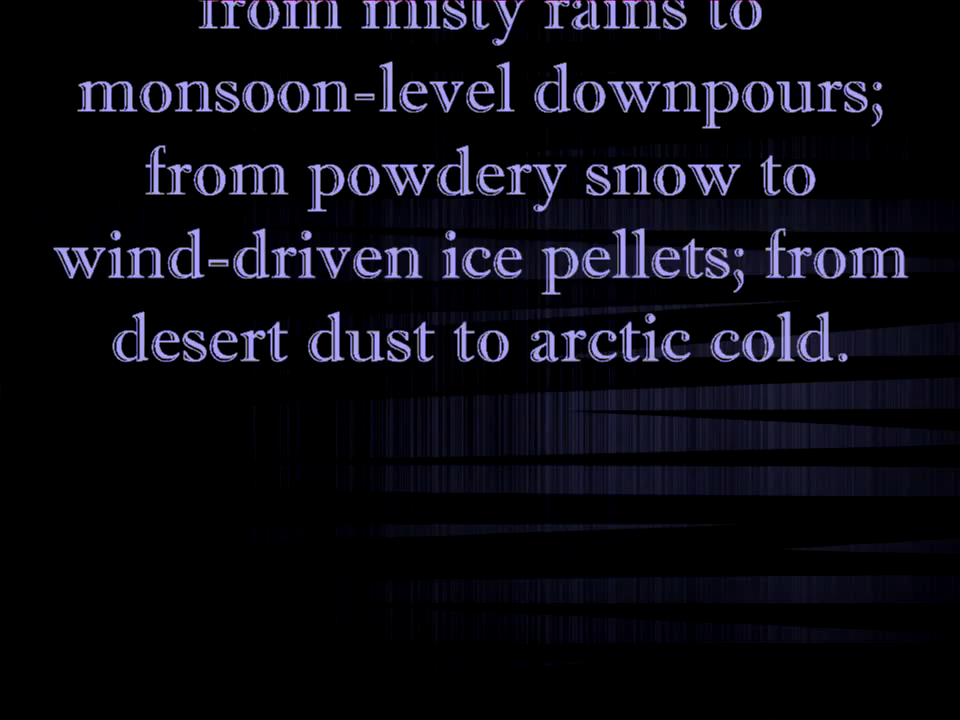 from misty rains to
monsoon-level downpours;
from powdery snow to
wind-driven ice pellets; from
desert dust to arctic cold.